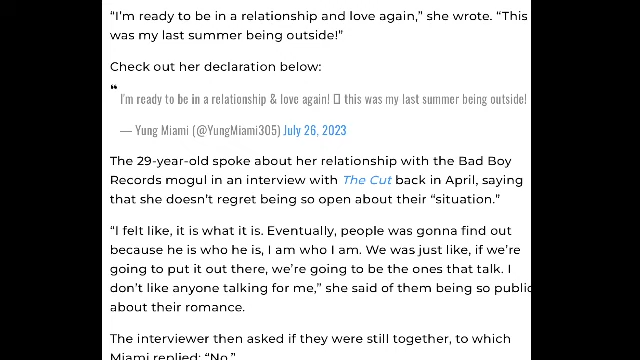 “I’m ready to be in a relationship and love again,” she wrote. “This
was my last summer being outside!”
Check out her declaration below:
“
I'm ready to be in a relationship & love again! this was my last summer being outside!
— Yung Miami (@YungMiami305) July 26, 2023
The 29-year-old spoke about her relationship with the Bad Boy
Records mogul in an interview with The Cut back in April, saying
that she doesn’t regret being so open about their “situation.”
“I felt like, it is what it is. Eventually, people was gonna find out
because he is who he is, I am who I am. We was just like, if we’re
going to put it out there, we’re going to be the ones that talk. I
don’t like anyone talking for me,” she said of them being so public
about their romance.
The interviewer then asked if they were still together, to which
Miami replied: “No.”